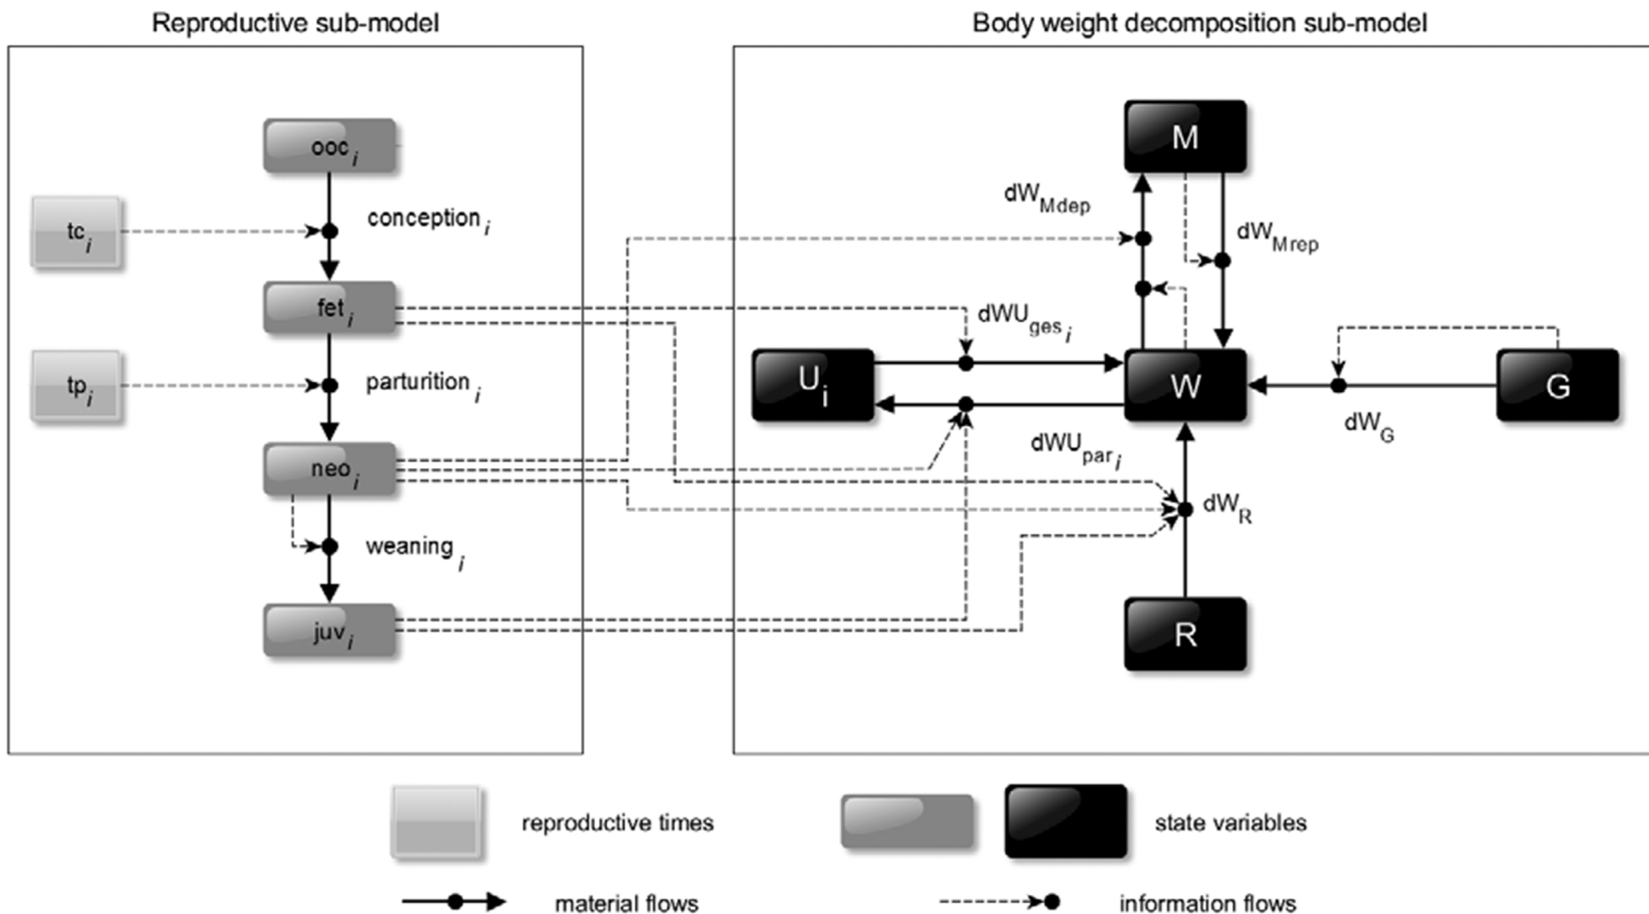 Reproductive sub-model
Body weight decomposition sub-model
ooc i
tc i
conception i
fet i
tp i
parturition i
neo i
weaning i
juv i
M
dW Mdep
dW Mrep
dWU ges i
U i
W
G
dW G
dWU par i
dW R
R
reproductive times
state variables
material flows
information flows